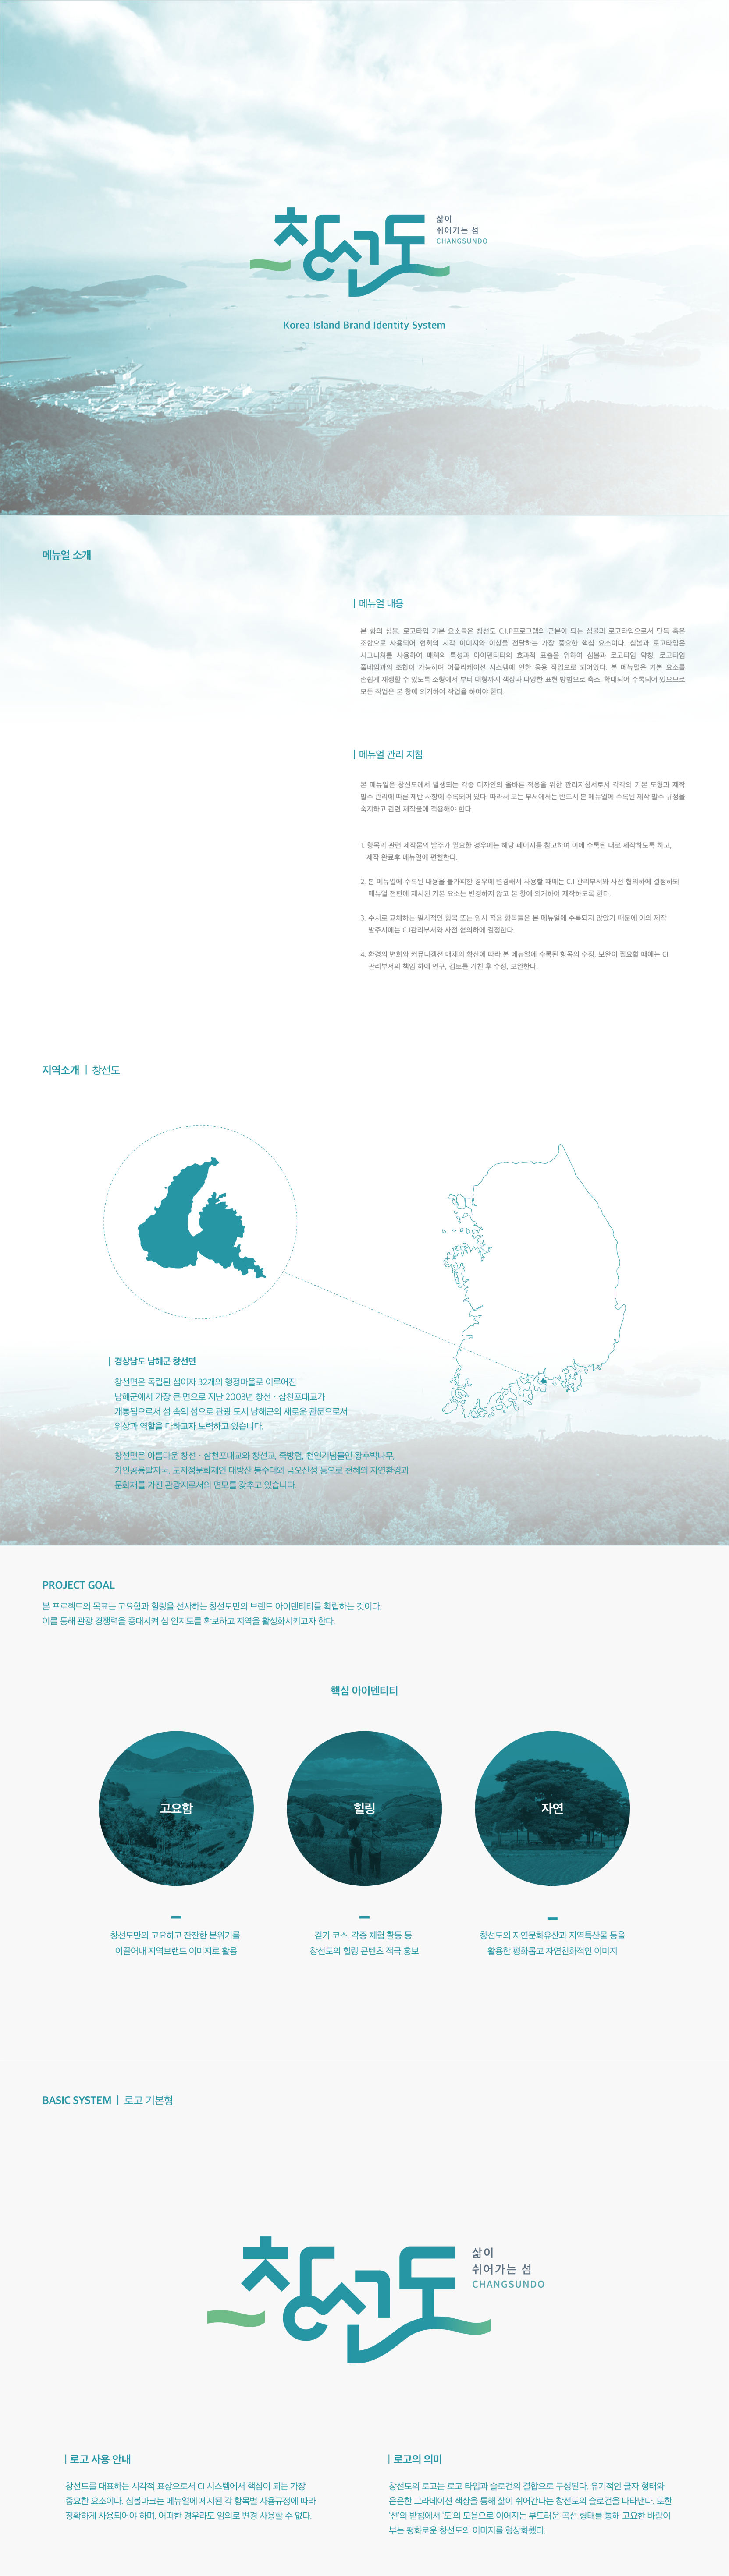 창선도
삶이
쉬어가는 섬
CHANGSUNDO
Korea Island Brand Identity System
메뉴얼 소개
메뉴얼 내용
본 항의 심볼, 로고타입 기본 요소들은 창선도 C.I.P프로그램의 근본이 되는 심볼과 로고타입으로서 단독 혹은
조합으로 사용되어 협회의 시각 이미지와 이상을 전달하는 가장 중요한 핵심 요소이다. 심볼과 로고타입은
시그니처를 사용하여 매체의 특성과 아이덴티티의 효과적 표출을 위하여 심볼과 로고타입 약칭, 로고타입
풀네임과의 조합이 가능하여 어플리케이션 시스템에 인한 응용 작업으로 되어있다. 본 메뉴얼은 기본 요소를
손쉽게 재생할 수 있도록 소형에서 부터 대형까지 색상과 다양한 표현 방법으로 축소, 확대되어 수록되어 있으므로
모든 작업은 본 항에 의거하여 작업을 하여야 한다.
메뉴얼 관리 지침
본 메뉴얼은 창선도에서 발생되는 각종 디자인의 올바른 적용을 위한 관리지침서로서 각각의 기본 도형과 제작
발주 관리에 따른 제반 사항에 수록되어 있다. 따라서 모든 부서에서는 반드시 본 메뉴얼에 수록된 제작 발주 규정을
숙지하고 관련 제작물에 적용해야 한다.
1. 항목의 관련 제작물의 발주가 필요한 경우에는 해당 페이지를 참고하여 이에 수록된 대로 제작하도록 하고,
제작 완료후 메뉴얼에 편철한다.
2. 본 메뉴얼에 수록된 내용을 불가피한 경우에 변경해서 사용할 때에는 C.I 관리부서와 사전 협의하에 결정하되
메뉴얼 전편에 제시된 기본 요소는 변경하지 않고 본 항에 의거하여 제작하도록 한다.
3. 수시로 교체하는 일시적인 항목 또는 임시 적용 항목들은 본 메뉴얼에 수록되지 않았기 때문에 이의 제작
발주시에는 C.I관리부서와 사전 협의하에 결정한다.
4. 환경의 변화와 커뮤니켕션 매체의 확산에 따라 본 메뉴얼에 수록된 항목의 수정, 보완이 필요할 때에는 CI
관리부서의 책임 하에 연구, 검토를 거친 후 수정, 보완한다.
지역소개 | 창선도
경상남도 남해군 창선면
창선면은 독립된 섬이자 32개의 행정마을로 이루어진
남해군에서 가장 큰 면으로 지난 2003년 창선 · 삼천포대교가
개통됨으로서 섬 속의 섬으로 관광 도시 남해군의 새로운 관문으로서
위상과 역할을 다하고자 노력하고 있습니다.
창선면은 아름다운 창선 · 삼천포대교와 창선교, 죽방렴, 천연기념물인 왕후박나무,
가인공룡발자국, 도지정문화재인 대방산 봉수대와 금오산성 등으로 천혜의 자연환경과
문화재를 가진 관광지로서의 면모를 갖추고 있습니다.
PROJECT GOAL
본 프로젝트의 목표는 고요함과 힐링을 선사하는 창선도만의 브랜드 아이덴티티를 확립하는 것이다.
이를 통해 관광 경쟁력을 증대시켜 섬 인지도를 확보하고 지역을 활성화시키고자 한다.
핵심 아이덴티티
고요함
힐링
자연
창선도만의 고요하고 잔잔한 분위기를
이끌어내 지역브랜드 이미지로 활용
걷기 코스, 각종 체험 활동 등
창선도의 힐링 콘텐츠 적극 홍보
창선도의 자연문화유산과 지역특산물 등을
활용한 평화롭고 자연친화적인 이미지
BASIC SYSTEM | 로고 기본형
창선도
삶이
쉬어가는 섬
CHANGSUNDO
로고 사용 안내
창선도를 대표하는 시각적 표상으로서 CI 시스템에서 핵심이 되는 가장
중요한 요소이다. 심볼마크는 메뉴얼에 제시된 각 항목별 사용규정에 따라
정확하게 사용되어야 하며, 어떠한 경우라도 임의로 변경 사용할 수 없다.
로고의 의미
창선도의 로고는 로고 타입과 슬로건의 결합으로 구성된다. 유기적인 글자 형태와
은은한 그라데이션 색상을 통해 삶이 쉬어간다는 창선도의 슬로건을 나타낸다. 또한
'선'의 받침에서 '도'의 모음으로 이어지는 부드러운 곡선 형태를 통해 고요한 바람이
부는 평화로운 창선도의 이미지를 형상화했다.